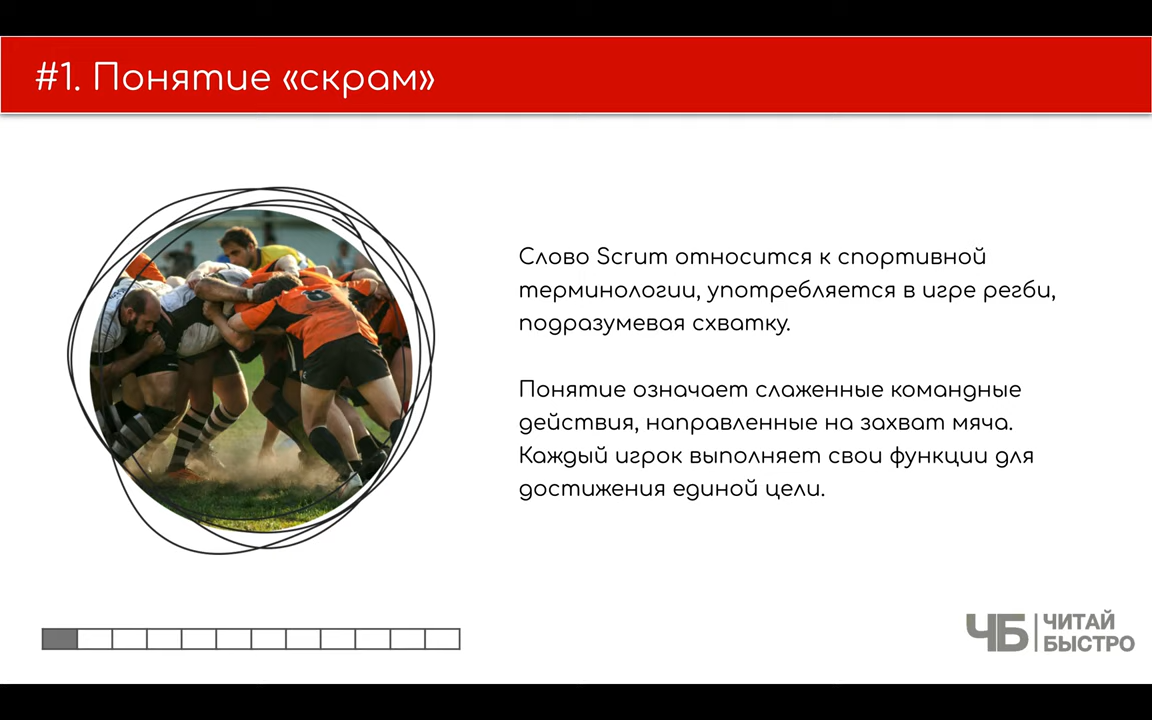 #1. Понятие «скрам»
Слово Scrum относится к спортивной
терминологии, употребляется в игре регби,
подразумевая схватку.
Понятие означает слаженные командные
действия, направленные на захват мяча.
Каждый игрок выполняет свои функции для
достижения единой цели.
ЧБ
ЧИТАЙ
БЫСТРО